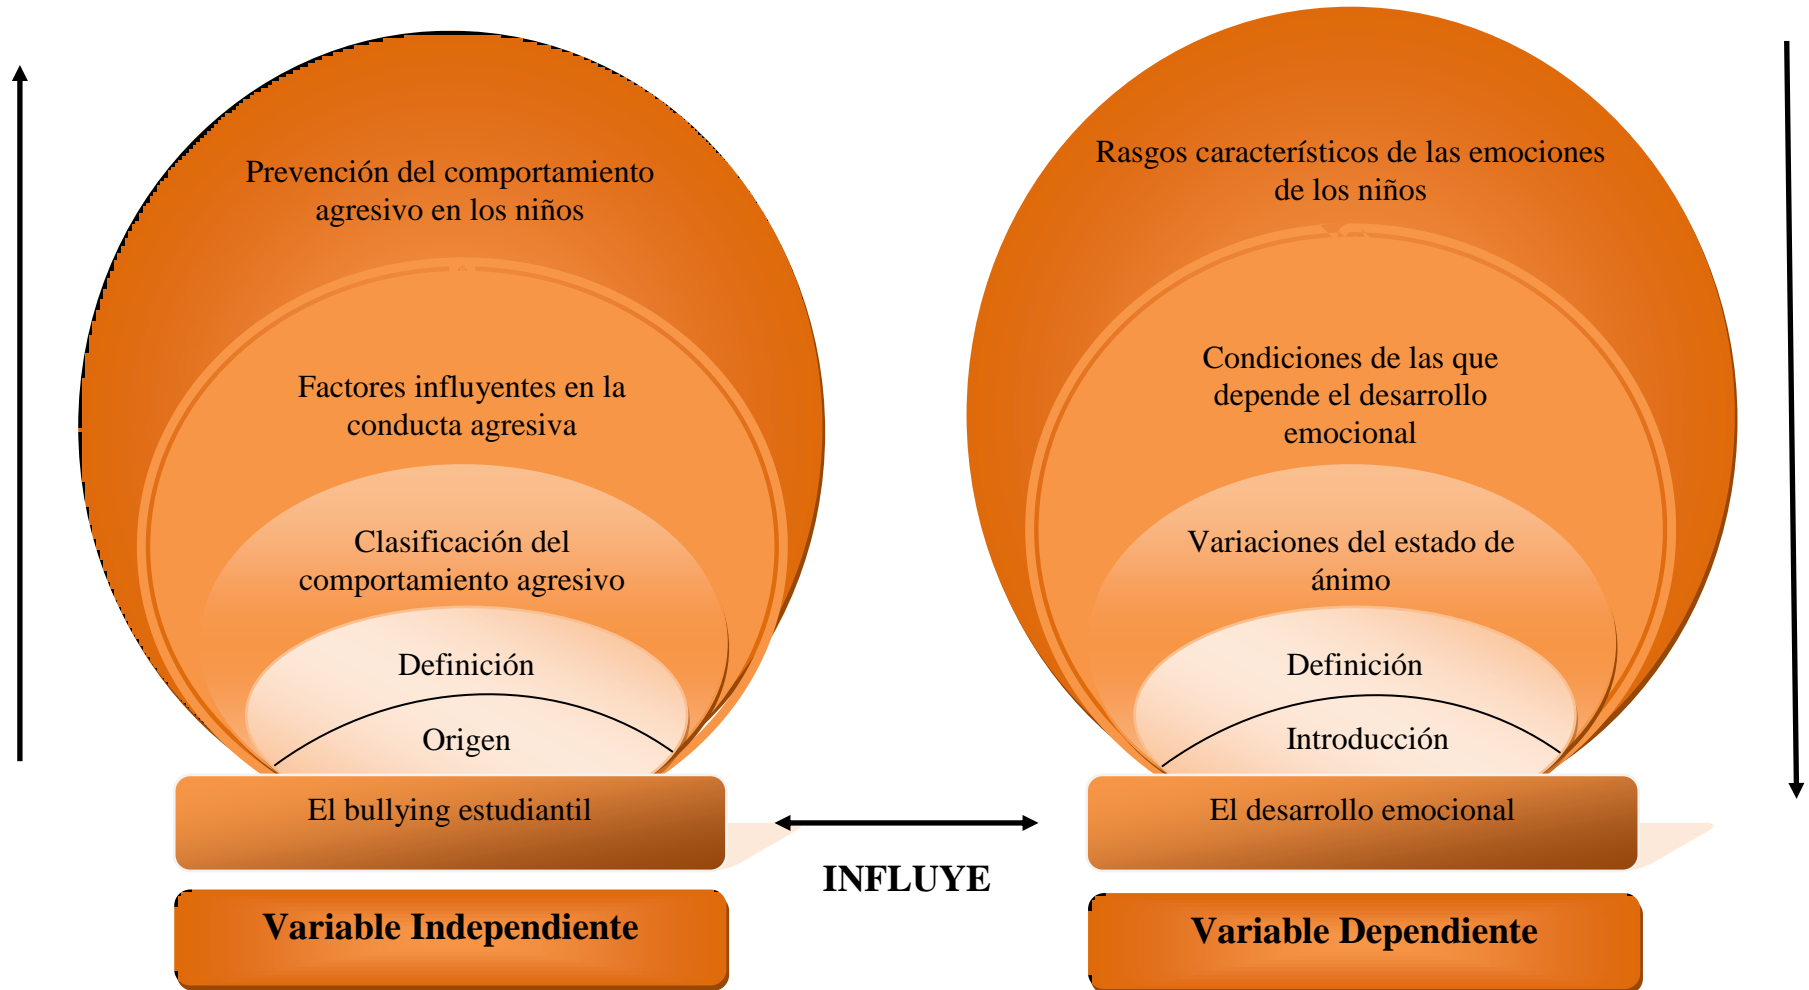 Prevención del comportamiento
agresivo en los niños
Factores influyentes en la
conducta agresiva
Clasificación del
comportamiento agresivo
Definición
Origen
El bullying estudiantil
Variable Independiente
INFLUYE
Rasgos característicos de las emociones
de los niños
Condiciones de las que
depende el desarrollo
emocional
Variaciones del estado de
ánimo
Definición
Introducción
El desarrollo emocional
Variable Dependiente